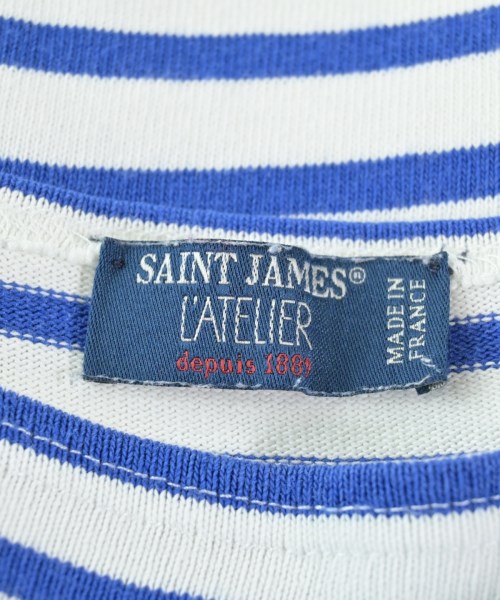 SAINT JAMES®
L'ATELIER
depuis 1889
MADE IN
FRANCE